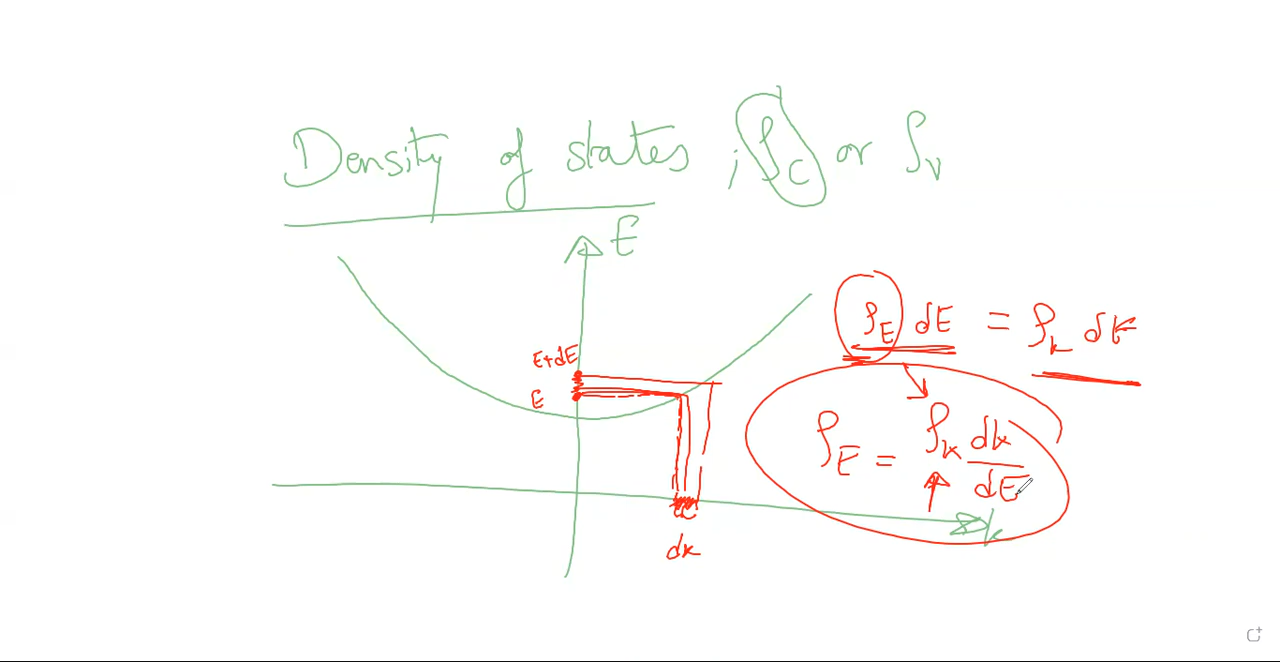 Density of states ; ρc or ρv
E
E+dE
E
ρE dE = ρk dk
ρE = ρk dk/dE
k
dk